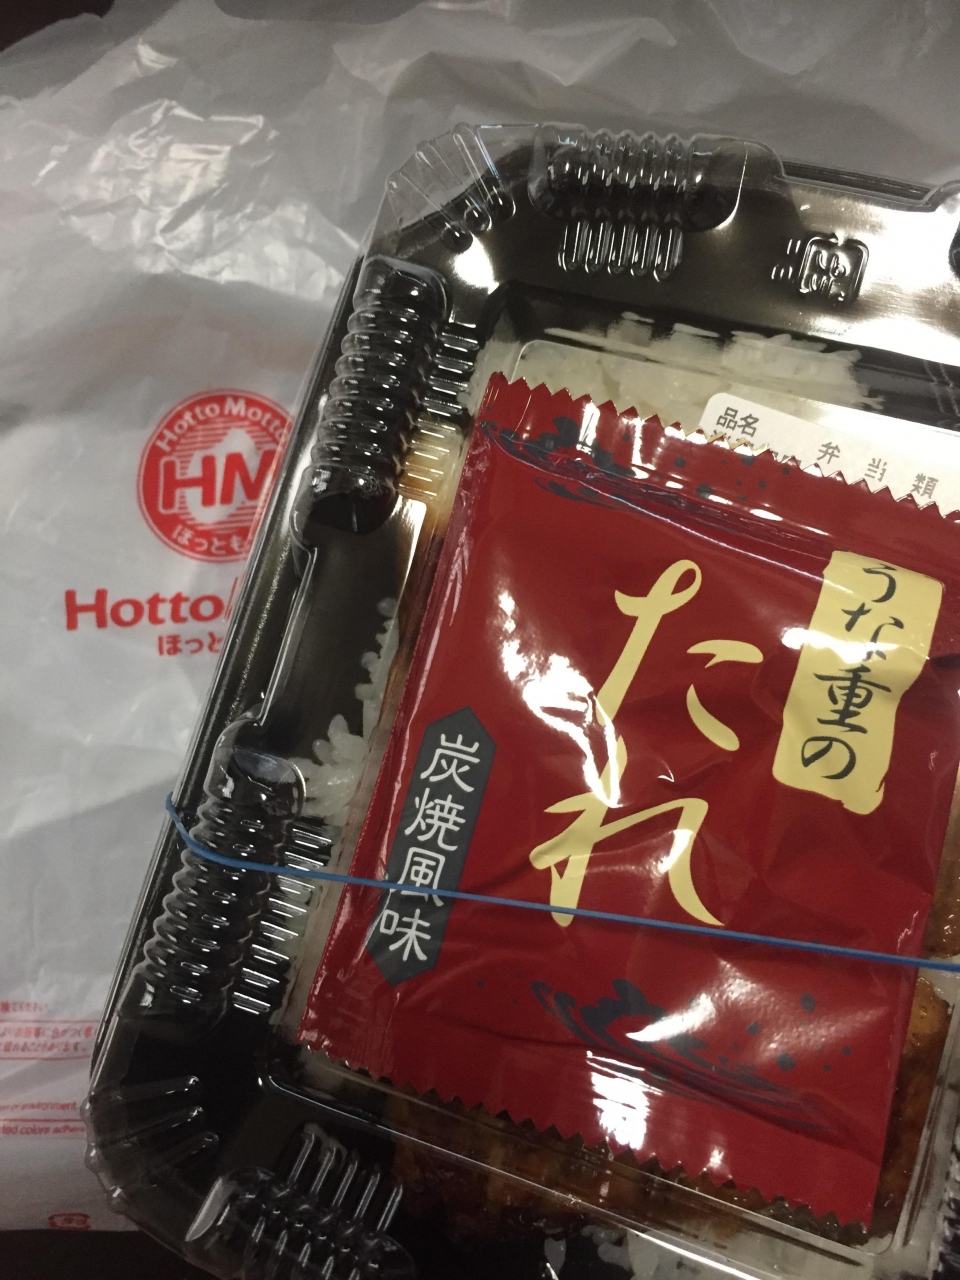 HottoMotto
HM
ほっとも
Hotto
ほっと
品名
弁当類
うな重の
たれ
炭焼風味